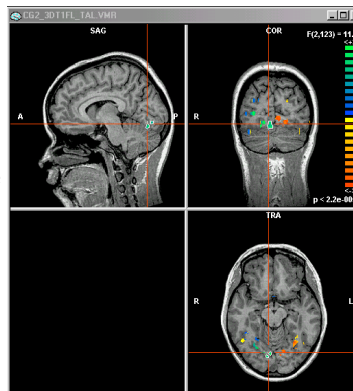 CG2_3DT1FL_TAL.VMR
SAG
COR
F(2,123) = 11.
A
P
R
p < 2.2e-00
TRA
R
L